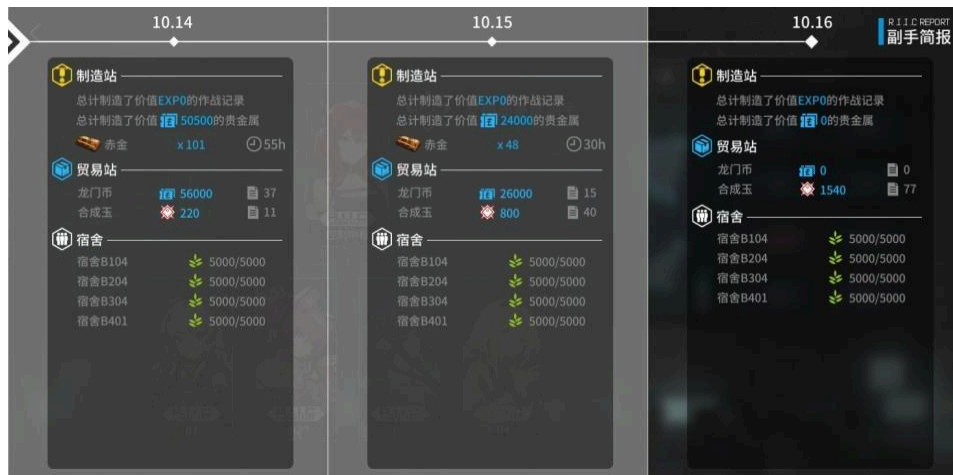 10.14
制造站
总计制造了价值EXP0的作战记录
总计制造了价值 50500的贵金属
赤金 x 101 55h
贸易站
龙门币 56000 37
合成玉 220 11
宿舍
宿舍B104 5000/5000
宿舍B204 5000/5000
宿舍B304 5000/5000
宿舍B401 5000/5000
10.15
制造站
总计制造了价值EXP0的作战记录
总计制造了价值 24000的贵金属
赤金 x 48 30h
贸易站
龙门币 26000 15
合成玉 800 40
宿舍
宿舍B104 5000/5000
宿舍B204 5000/5000
宿舍B304 5000/5000
宿舍B401 5000/5000
10.16
RIIC REPORT
副手简报
制造站
总计制造了价值EXP0的作战记录
总计制造了价值 0的贵金属
贸易站
龙门币 0 0
合成玉 1540 77
宿舍
宿舍B104 5000/5000
宿舍B204 5000/5000
宿舍B304 5000/5000
宿舍B401 5000/5000